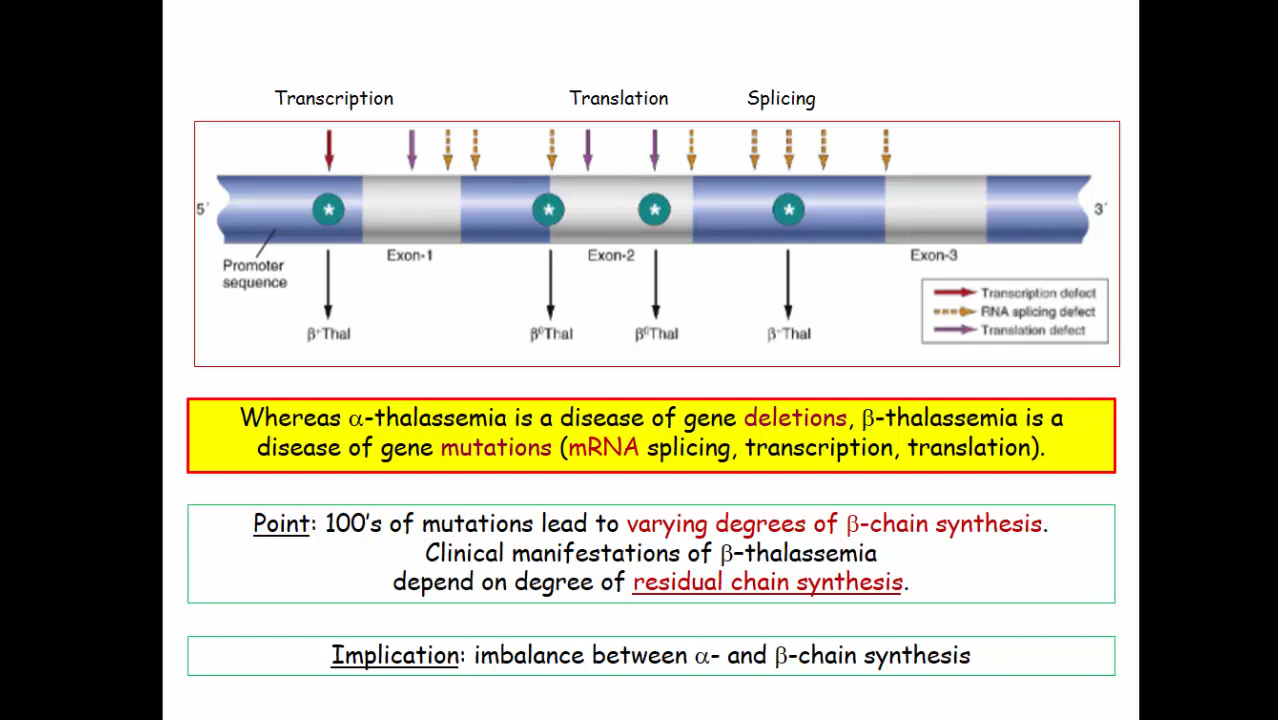 Transcription Translation Splicing
5´ * * * * 3´
Exon-1 Exon-2 Exon-3
Promoter
sequence
Transcription defect
RNA splicing defect
Translation defect
β⁺Thal β⁰Thal β⁰Thal β⁺Thal
Whereas α-thalassemia is a disease of gene deletions, β-thalassemia is a
disease of gene mutations (mRNA splicing, transcription, translation).
Point: 100's of mutations lead to varying degrees of β-chain synthesis.
Clinical manifestations of β–thalassemia
depend on degree of residual chain synthesis.
Implication: imbalance between α- and β-chain synthesis